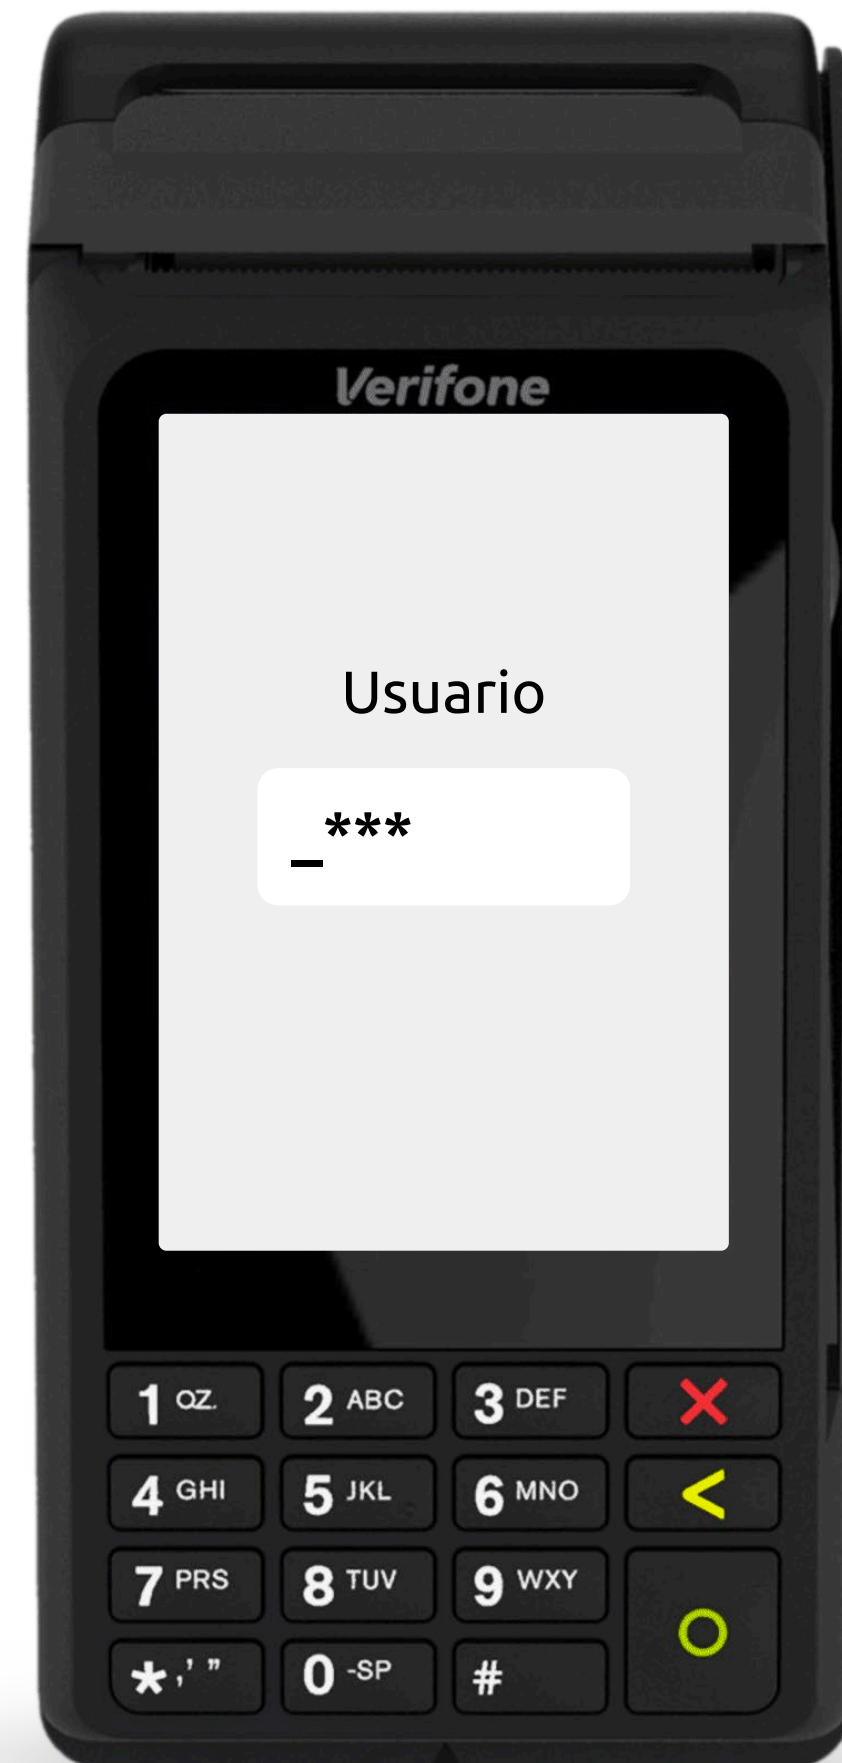 Verifone
Usuario
_***
1 QZ.
2 ABC
3 DEF
4 GHI
5 JKL
6 MNO
7 PRS
8 TUV
9 WXY
*,' "
0 -SP
#